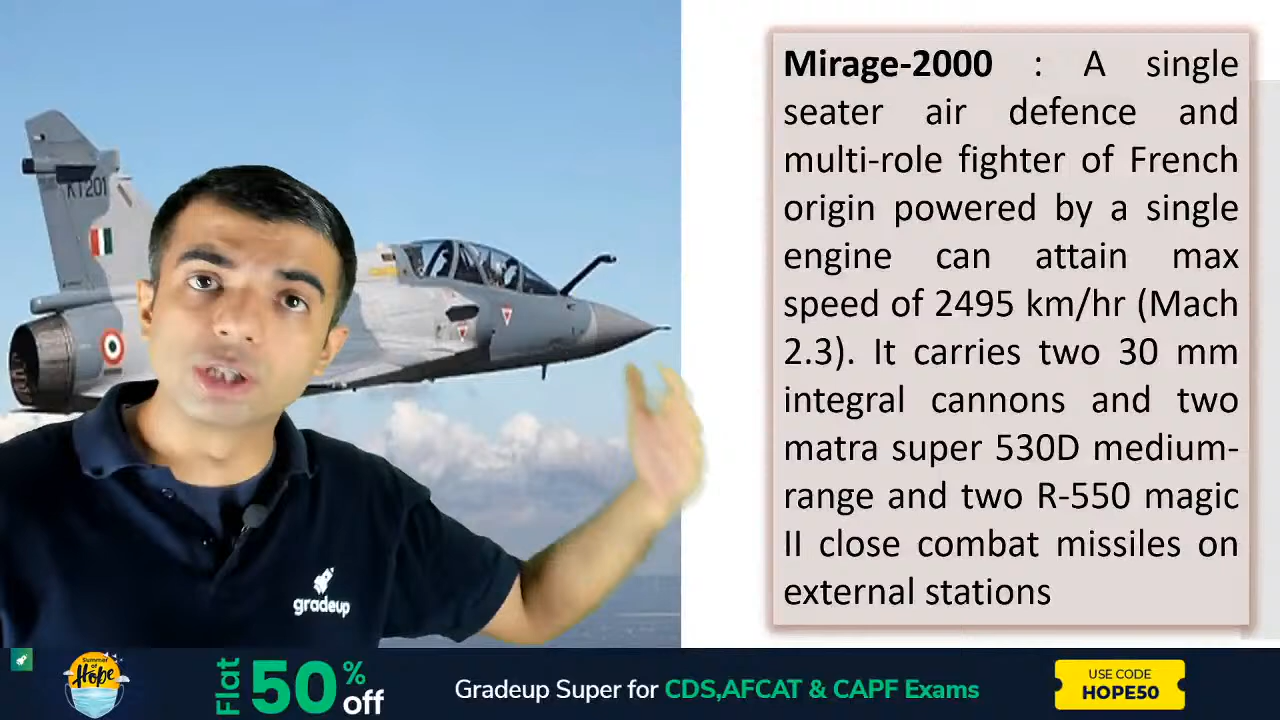 Mirage-2000 : A single
seater air defence and
multi-role fighter of French
origin powered by a single
engine can attain max
speed of 2495 km/hr (Mach
2.3). It carries two 30 mm
integral cannons and two
matra super 530D medium-
range and two R-550 magic
II close combat missiles on
external stations
KT201
gradeup
Summer
of
Hope
Flat
50%
off
Gradeup Super for CDS,AFCAT & CAPF Exams
USE CODE
HOPE50